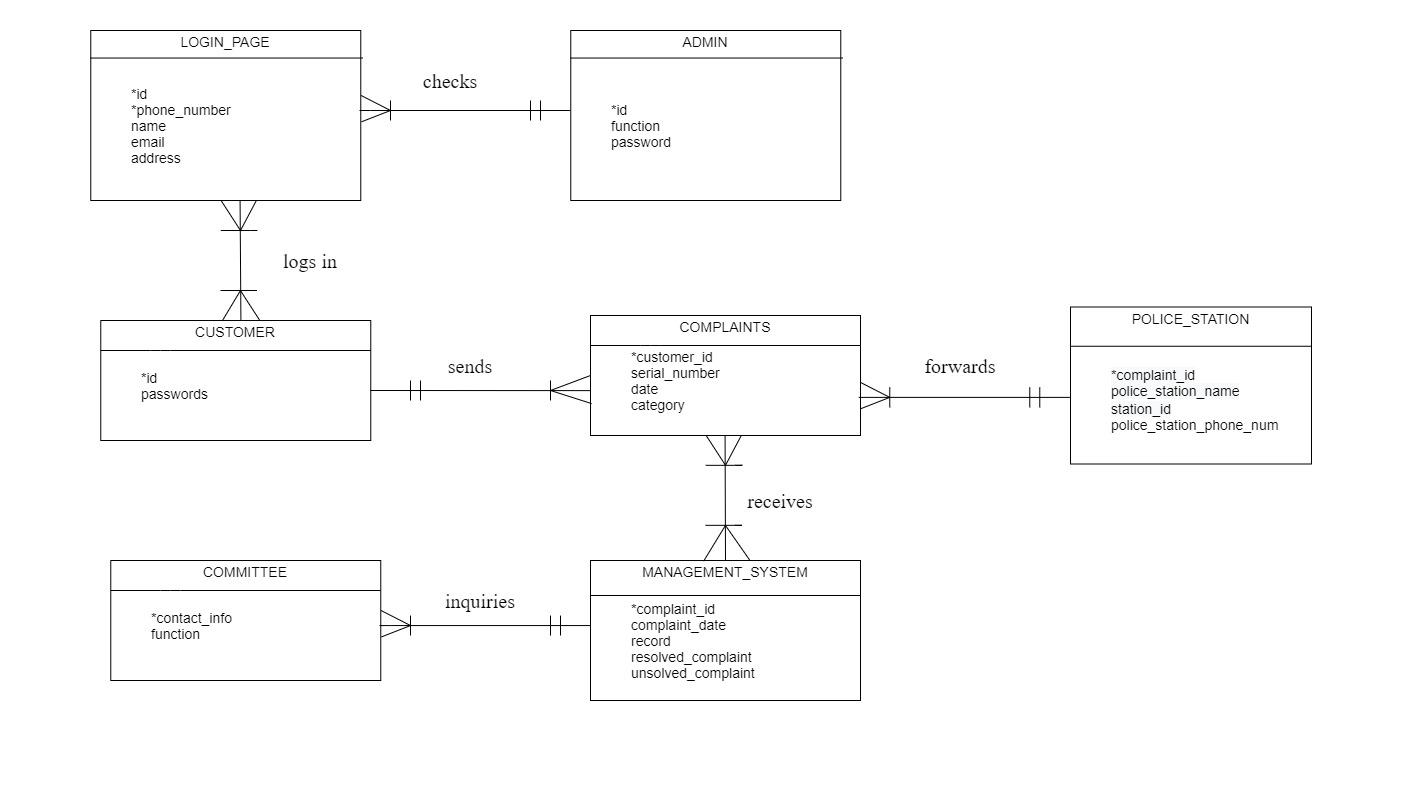 LOGIN_PAGE
*id
*phone_number
name
email
address
checks
ADMIN
*id
function
password
logs in
CUSTOMER
*id
passwords
sends
COMPLAINTS
*customer_id
serial_number
date
category
forwards
POLICE_STATION
*complaint_id
police_station_name
station_id
police_station_phone_num
receives
COMMITTEE
*contact_info
function
inquiries
MANAGEMENT_SYSTEM
*complaint_id
complaint_date
record
resolved_complaint
unsolved_complaint